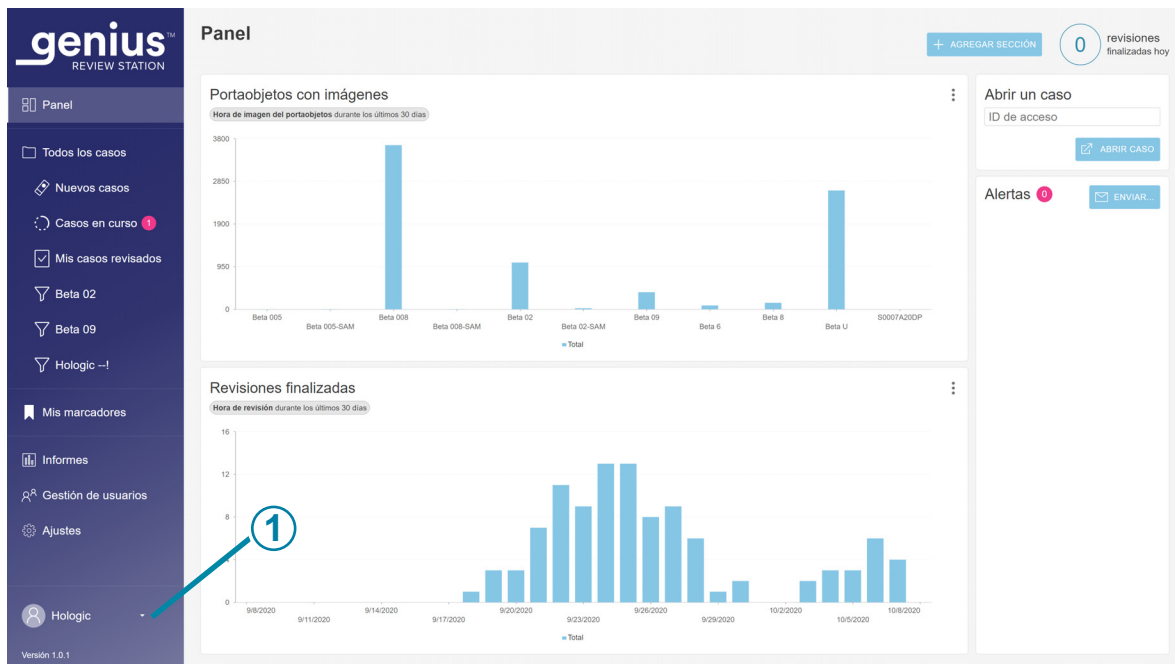 genius™
REVIEW STATION
Panel
Todos los casos
Nuevos casos
Casos en curso 1
Mis casos revisados
Beta 02
Beta 09
Hologic --!
Mis marcadores
Informes
Gestión de usuarios
Ajustes
Hologic
Versión 1.0.1
Panel
+ AGREGAR SECCIÓN
0
revisiones
finalizadas hoy
Portaobjetos con imágenes
Hora de imagen del portaobjetos durante los últimos 30 días
3800
2850
1900
950
0
Beta 005
Beta 005-SAM
Beta 008
Beta 008-SAM
Beta 02
Beta 02-SAM
Beta 09
Beta 6
Beta 8
Beta U
S0007A20DP
Total
Revisiones finalizadas
Hora de revisión durante los últimos 30 días
16
12
8
4
0
9/8/2020
9/11/2020
9/14/2020
9/17/2020
9/20/2020
9/23/2020
9/26/2020
9/29/2020
10/2/2020
10/5/2020
10/8/2020
Total
1
Abrir un caso
ID de acceso
ABRIR CASO
Alertas 0
ENVIAR...